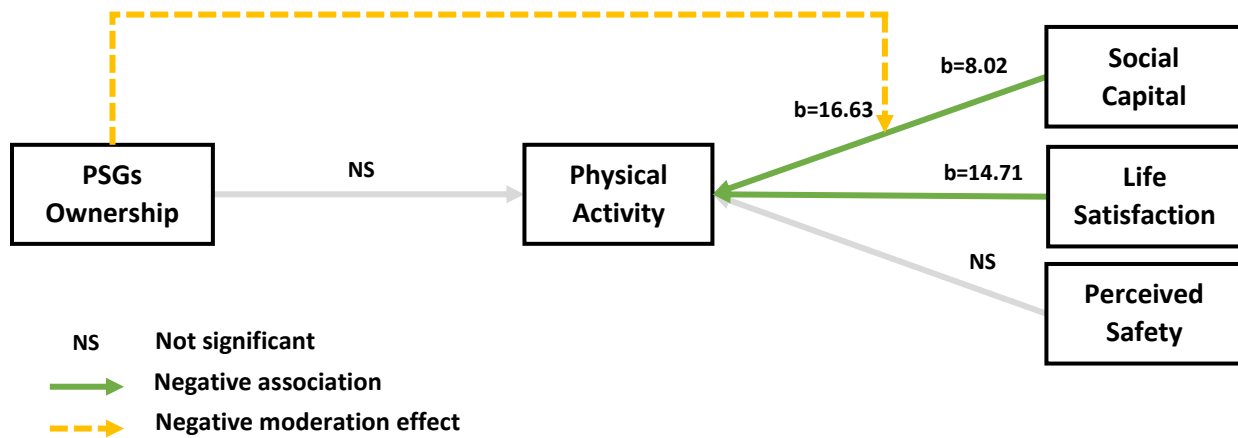 b=8.02
Social
Capital
b=16.63
PSGs
Ownership
NS
Physical
Activity
b=14.71
Life
Satisfaction
NS
Perceived
Safety
NS Not significant
Negative association
Negative moderation effect